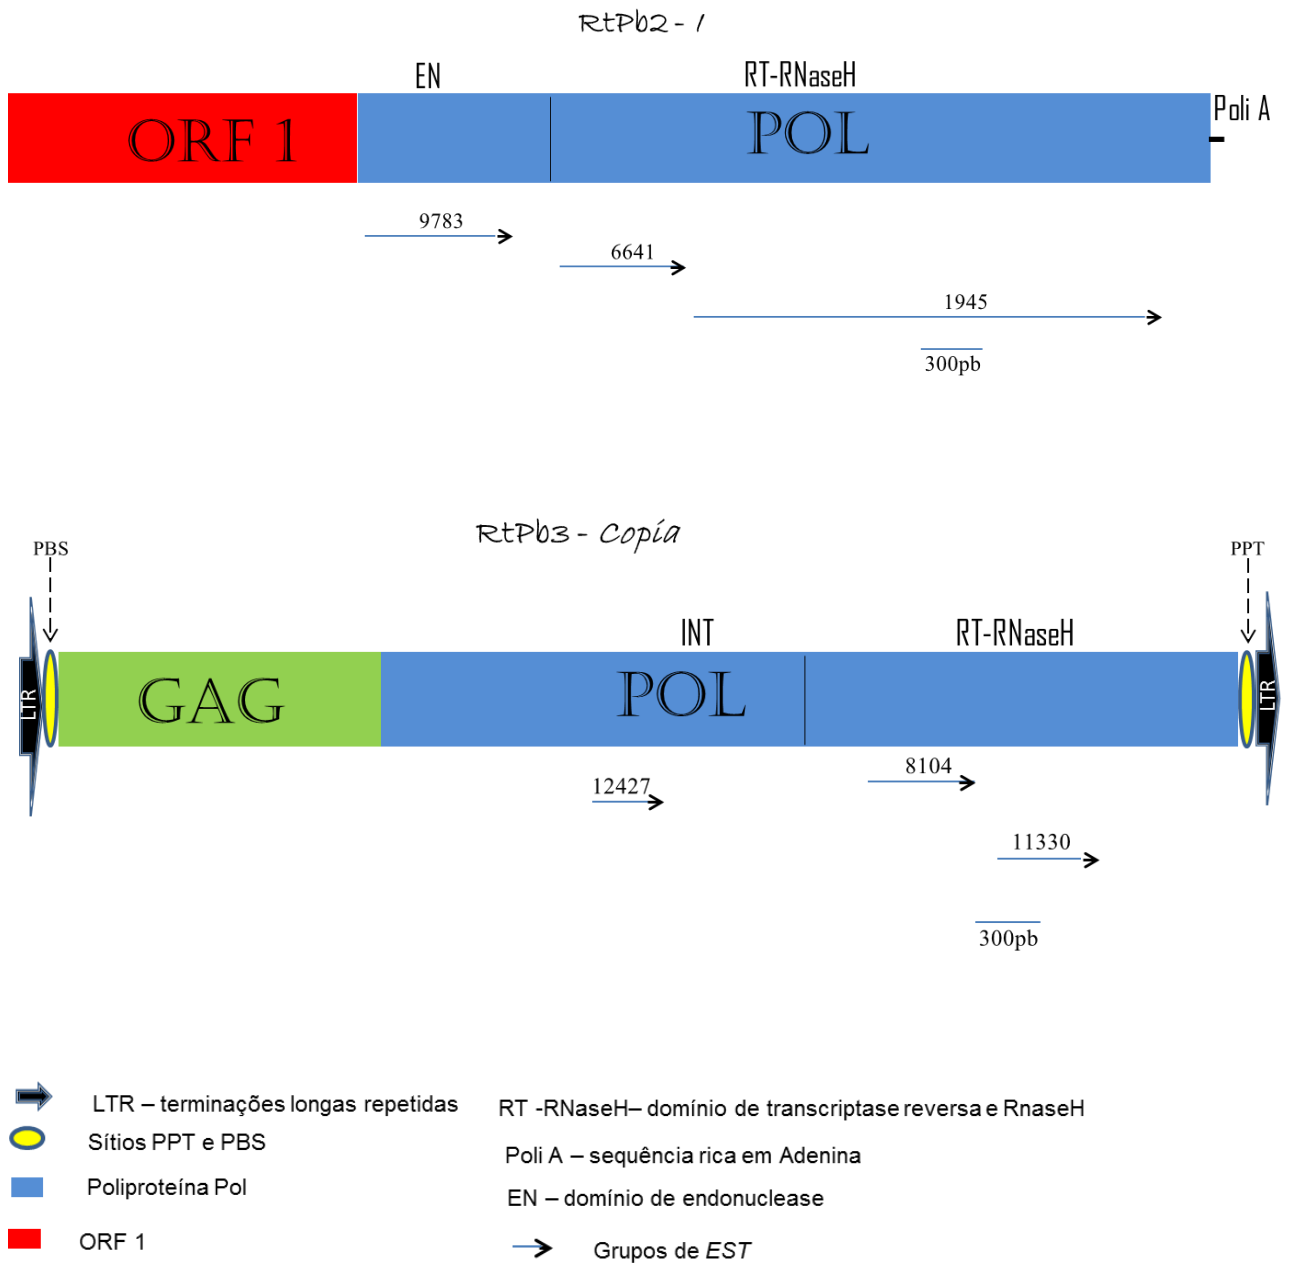 RtPb2 - I
EN
RT-RNaseH
ORF 1
POL
Poli A
9783
6641
1945
300pb
RtPb3 - Copia
PBS
PPT
INT
RT-RNaseH
LTR
GAG
POL
LTR
12427
8104
11330
300pb
LTR – terminações longas repetidas
RT -RNaseH– domínio de transcriptase reversa e RnaseH
Sítios PPT e PBS
Poli A – sequência rica em Adenina
Poliproteína Pol
EN – domínio de endonuclease
ORF 1
Grupos de EST